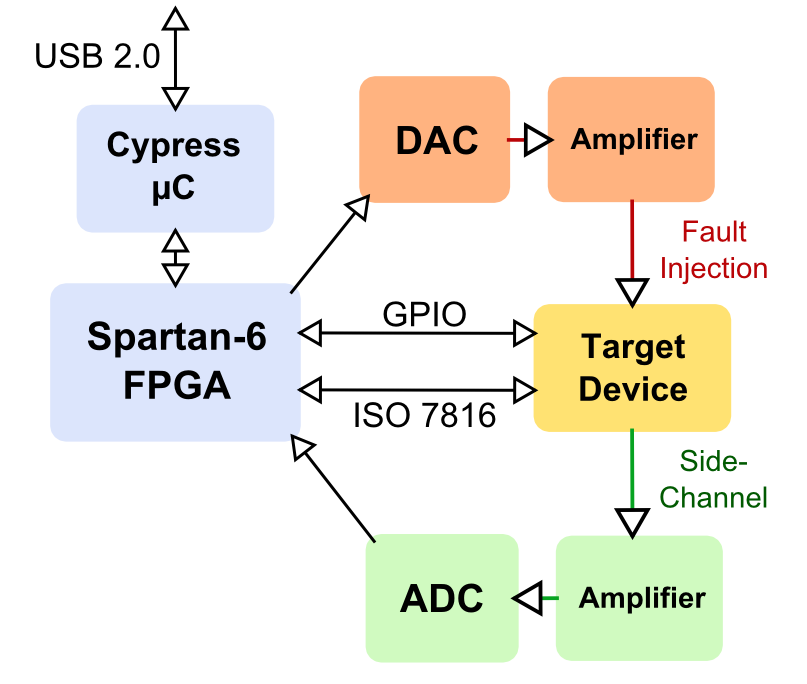 USB 2.0
Cypress
µC
DAC
Amplifier
Fault
Injection
Spartan-6
FPGA
GPIO
ISO 7816
Target
Device
Side-
Channel
ADC
Amplifier